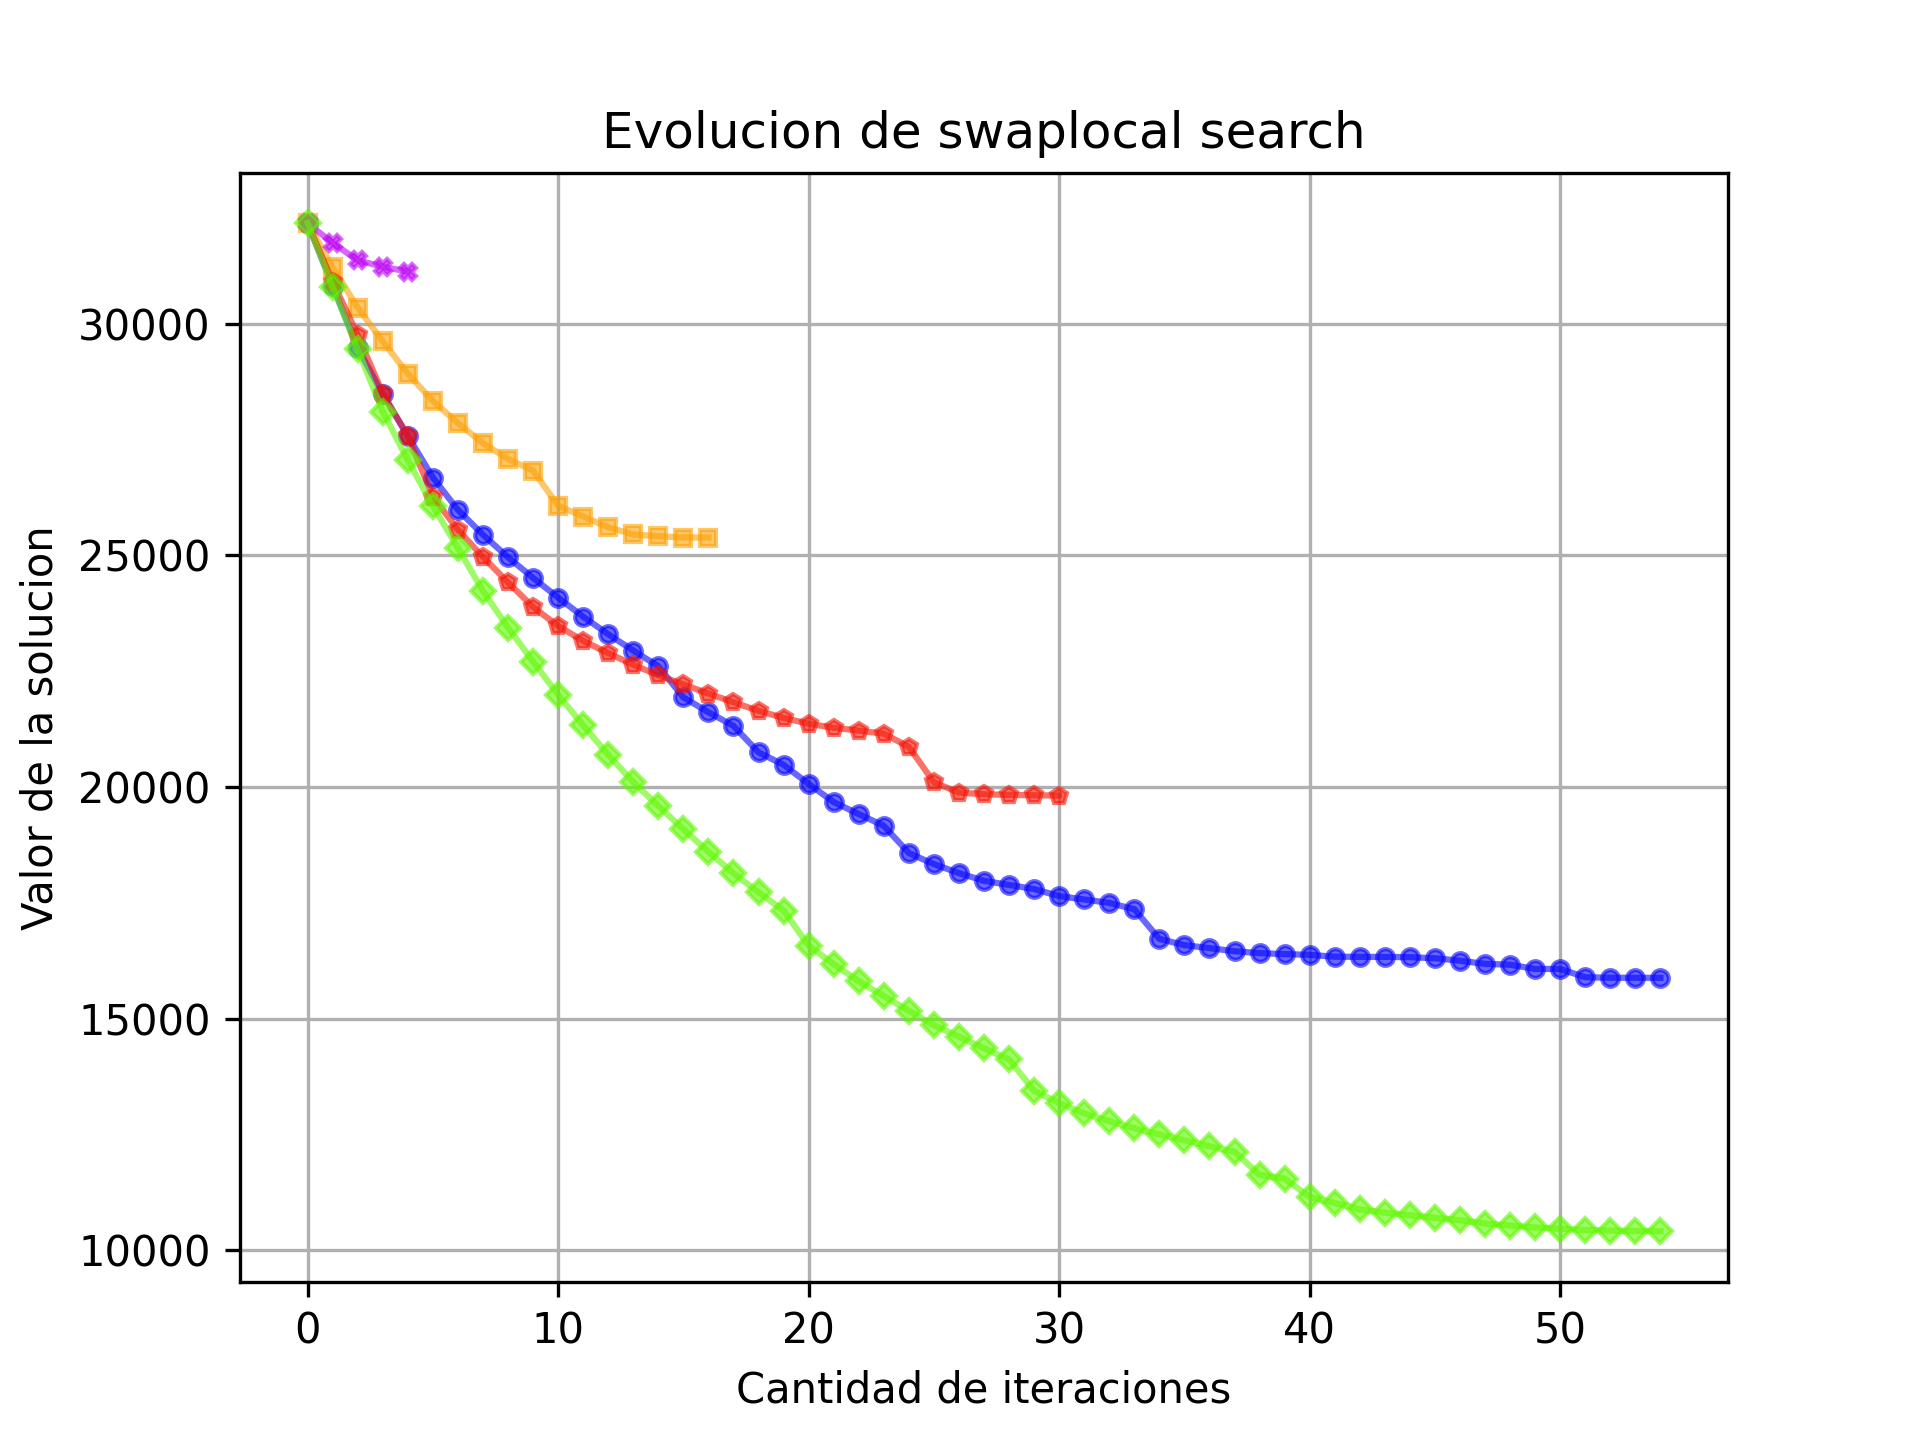 Evolucion de swaplocal search
Valor de la solucion
30000
25000
20000
15000
10000
0 10 20 30 40 50
Cantidad de iteraciones